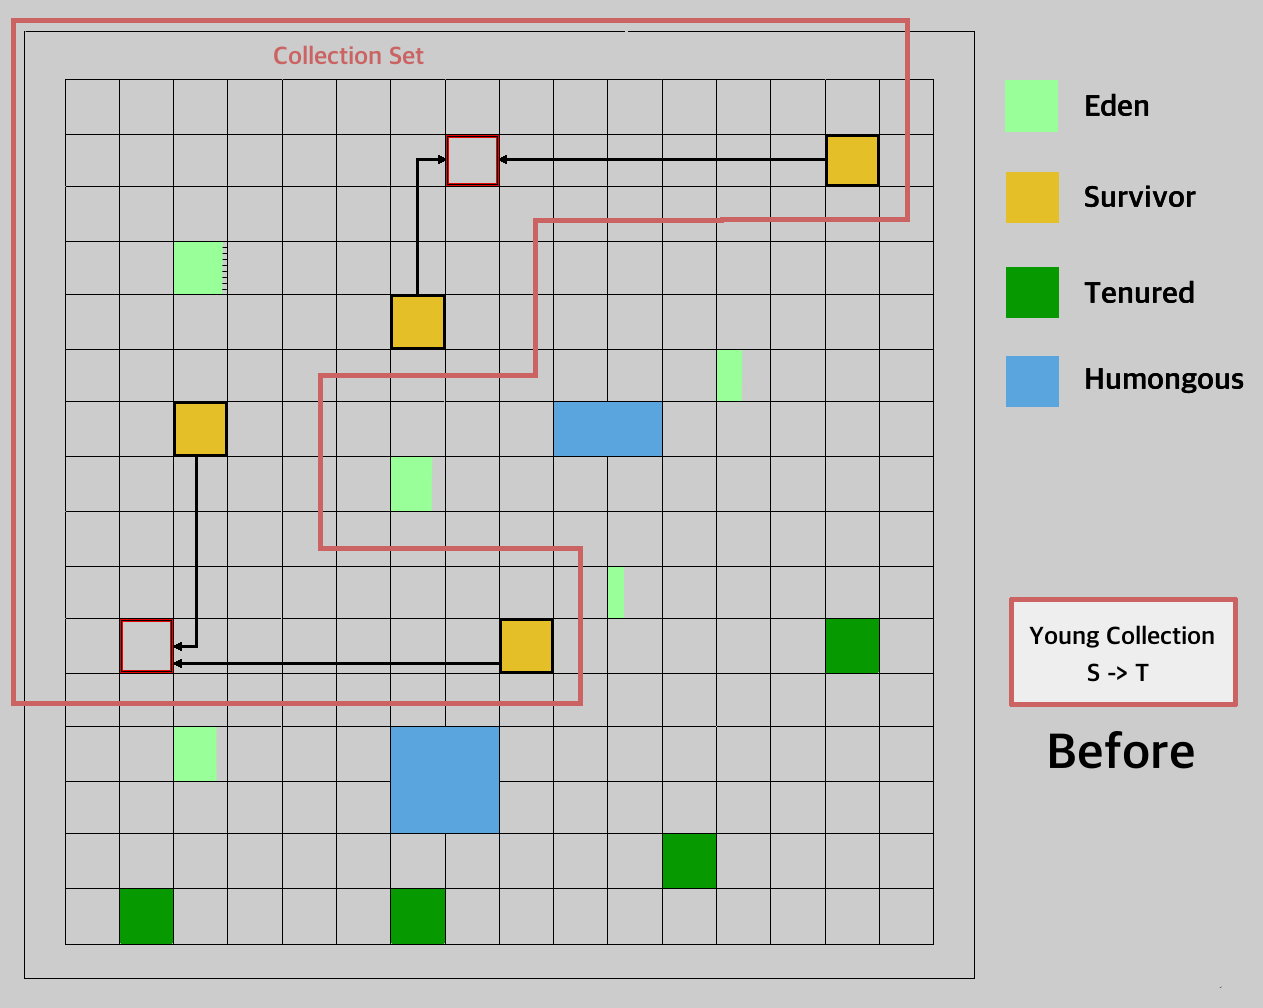 Collection Set
Eden
Survivor
Tenured
Humongous
Young Collection
S -> T
Before